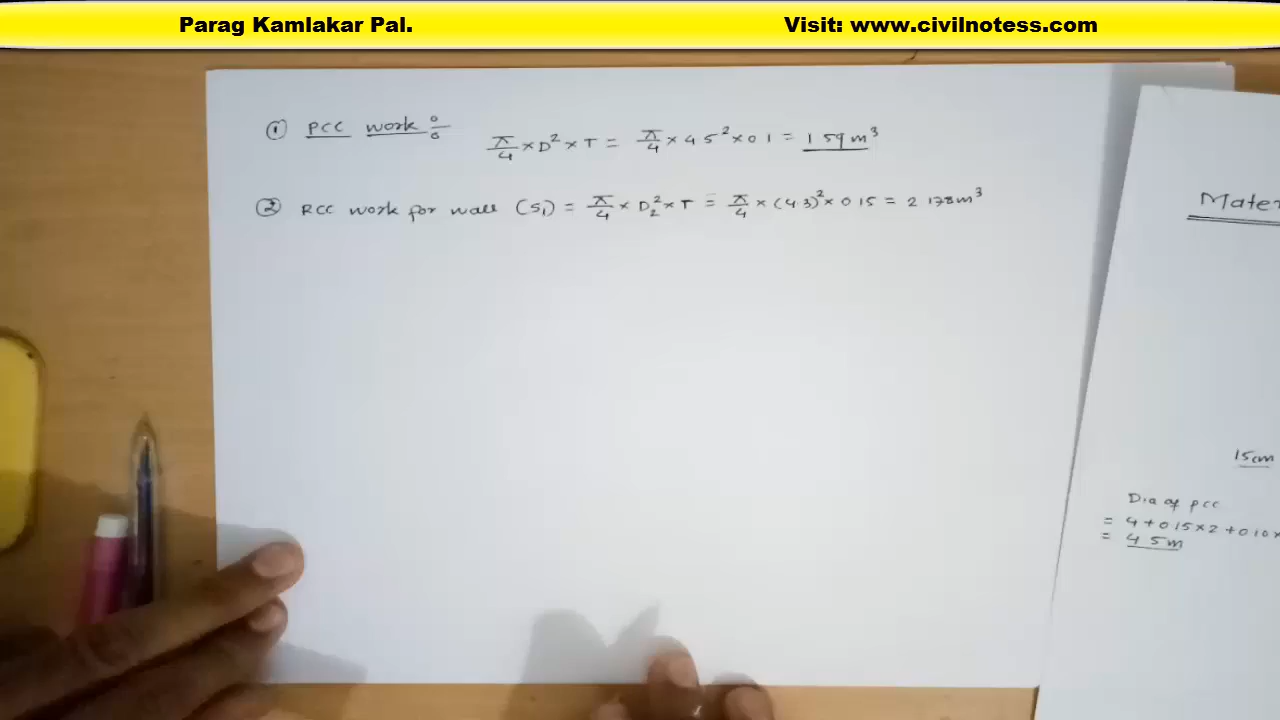 Parag Kamlakar Pal. Visit: www.civilnotess.com
① PCC work :
π/4 × D² × T = π/4 × 4 5² × 0 1 = 1 59 m³
② RCC work for wall (S₁) = π/4 × D₂² × T = π/4 × (4 3)² × 0 15 = 2 178 m³
Mate
15cm
Dia of PCC
= 4 + 0 15 × 2 + 0 10 ×
= 4 5m